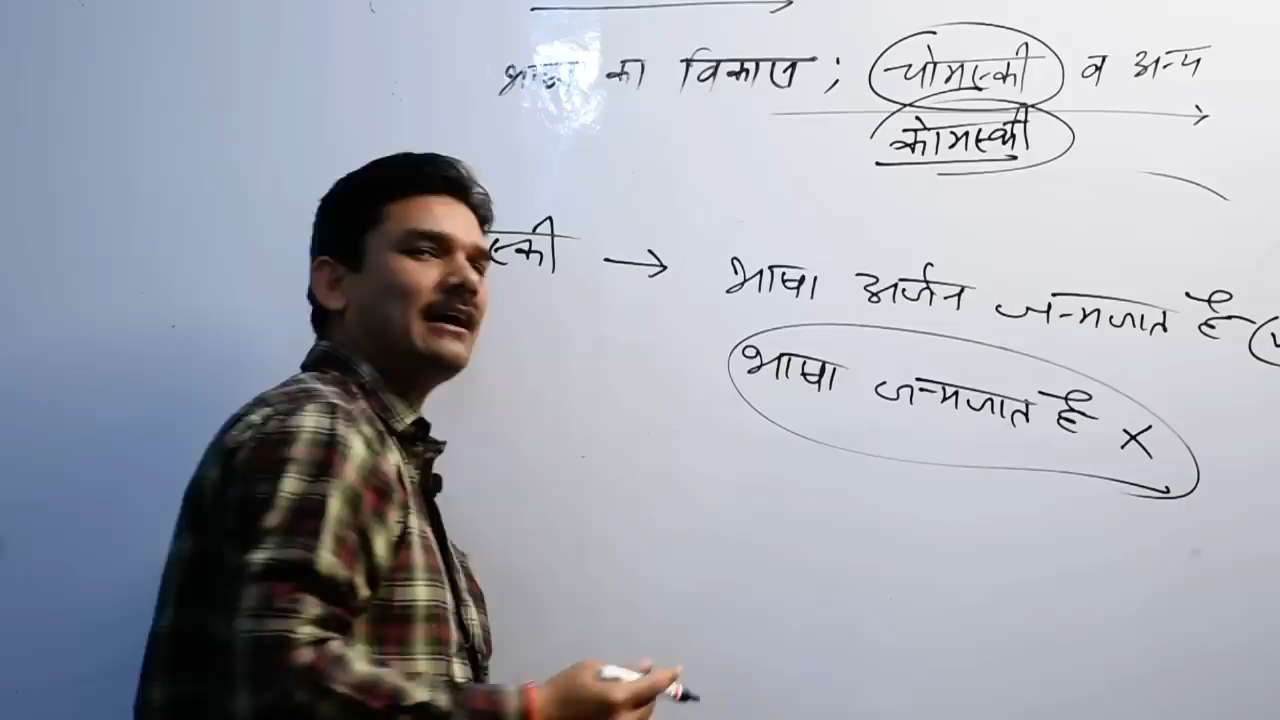 भाषा का विकास ; चोमस्की व अन्य
कोमस्की
स्की → भाषा अर्जन जन्मजात है
भाषा जन्मजात है ×